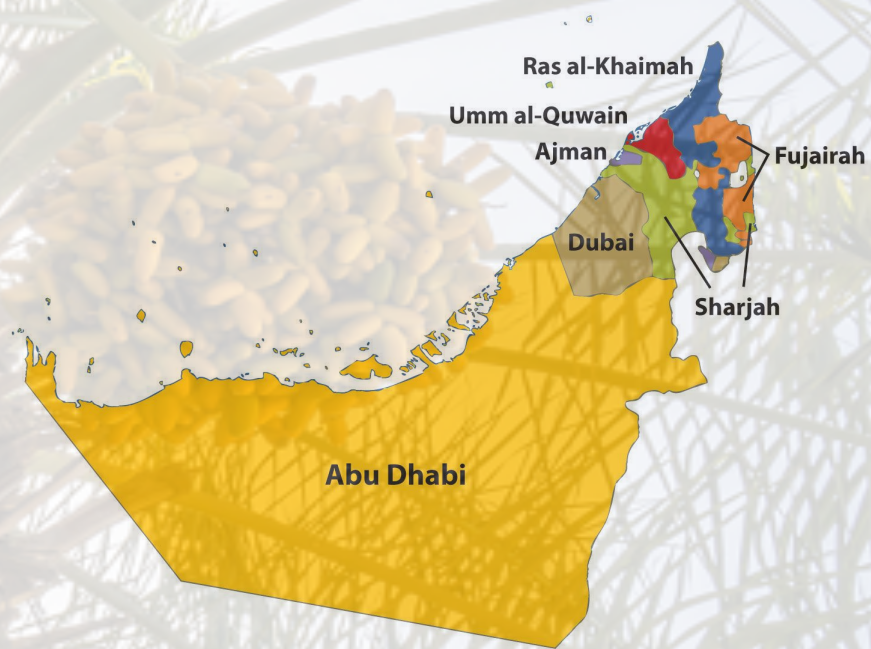 Ras al-Khaimah
Umm al-Quwain
Ajman
Fujairah
Dubai
Sharjah
Abu Dhabi